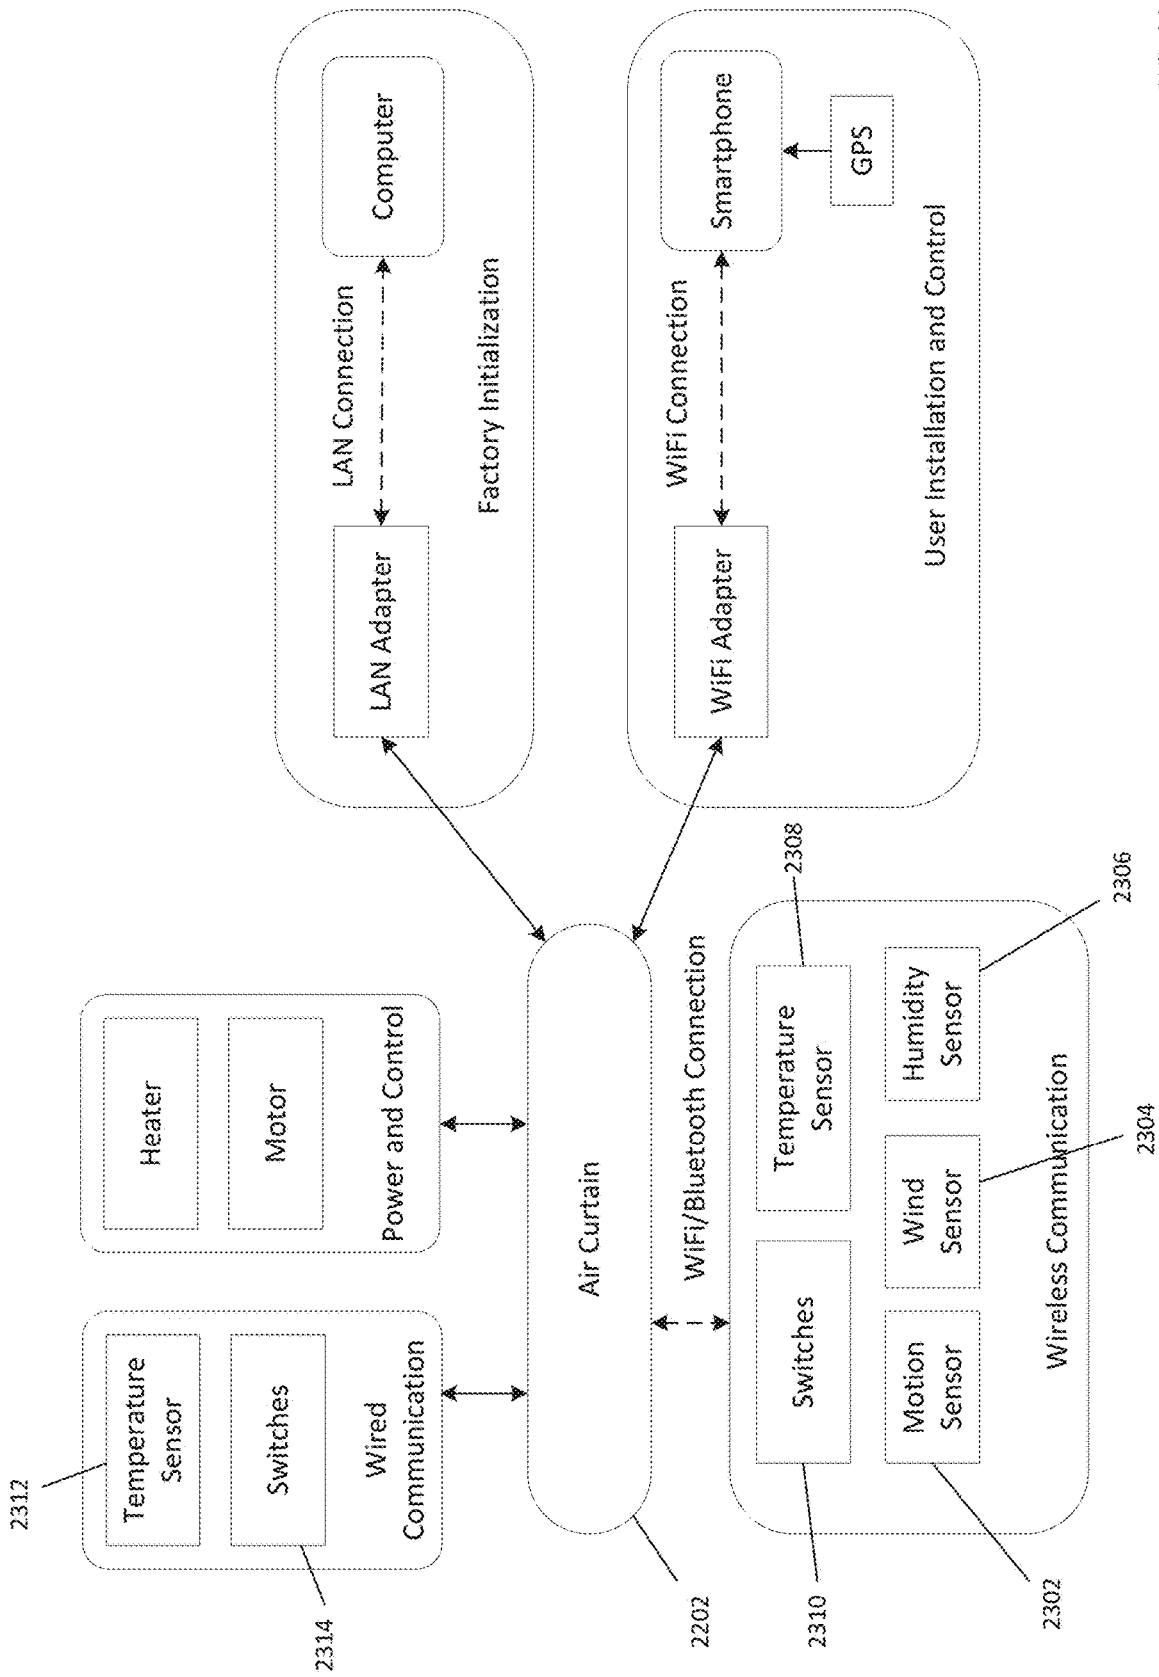 2312
Temperature
Sensor
Switches
Wired
Communication
2314
Heater
Motor
Power and Control
Air Curtain
2202
WiFi/Bluetooth Connection
Switches
Temperature
Sensor
2308
Motion
Sensor
Wind
Sensor
Humidity
Sensor
Wireless Communication
2310
2302
2304
2306
LAN Adapter
LAN Connection
Computer
Factory Initialization
WiFi Adapter
WiFi Connection
Smartphone
GPS
User Installation and Control